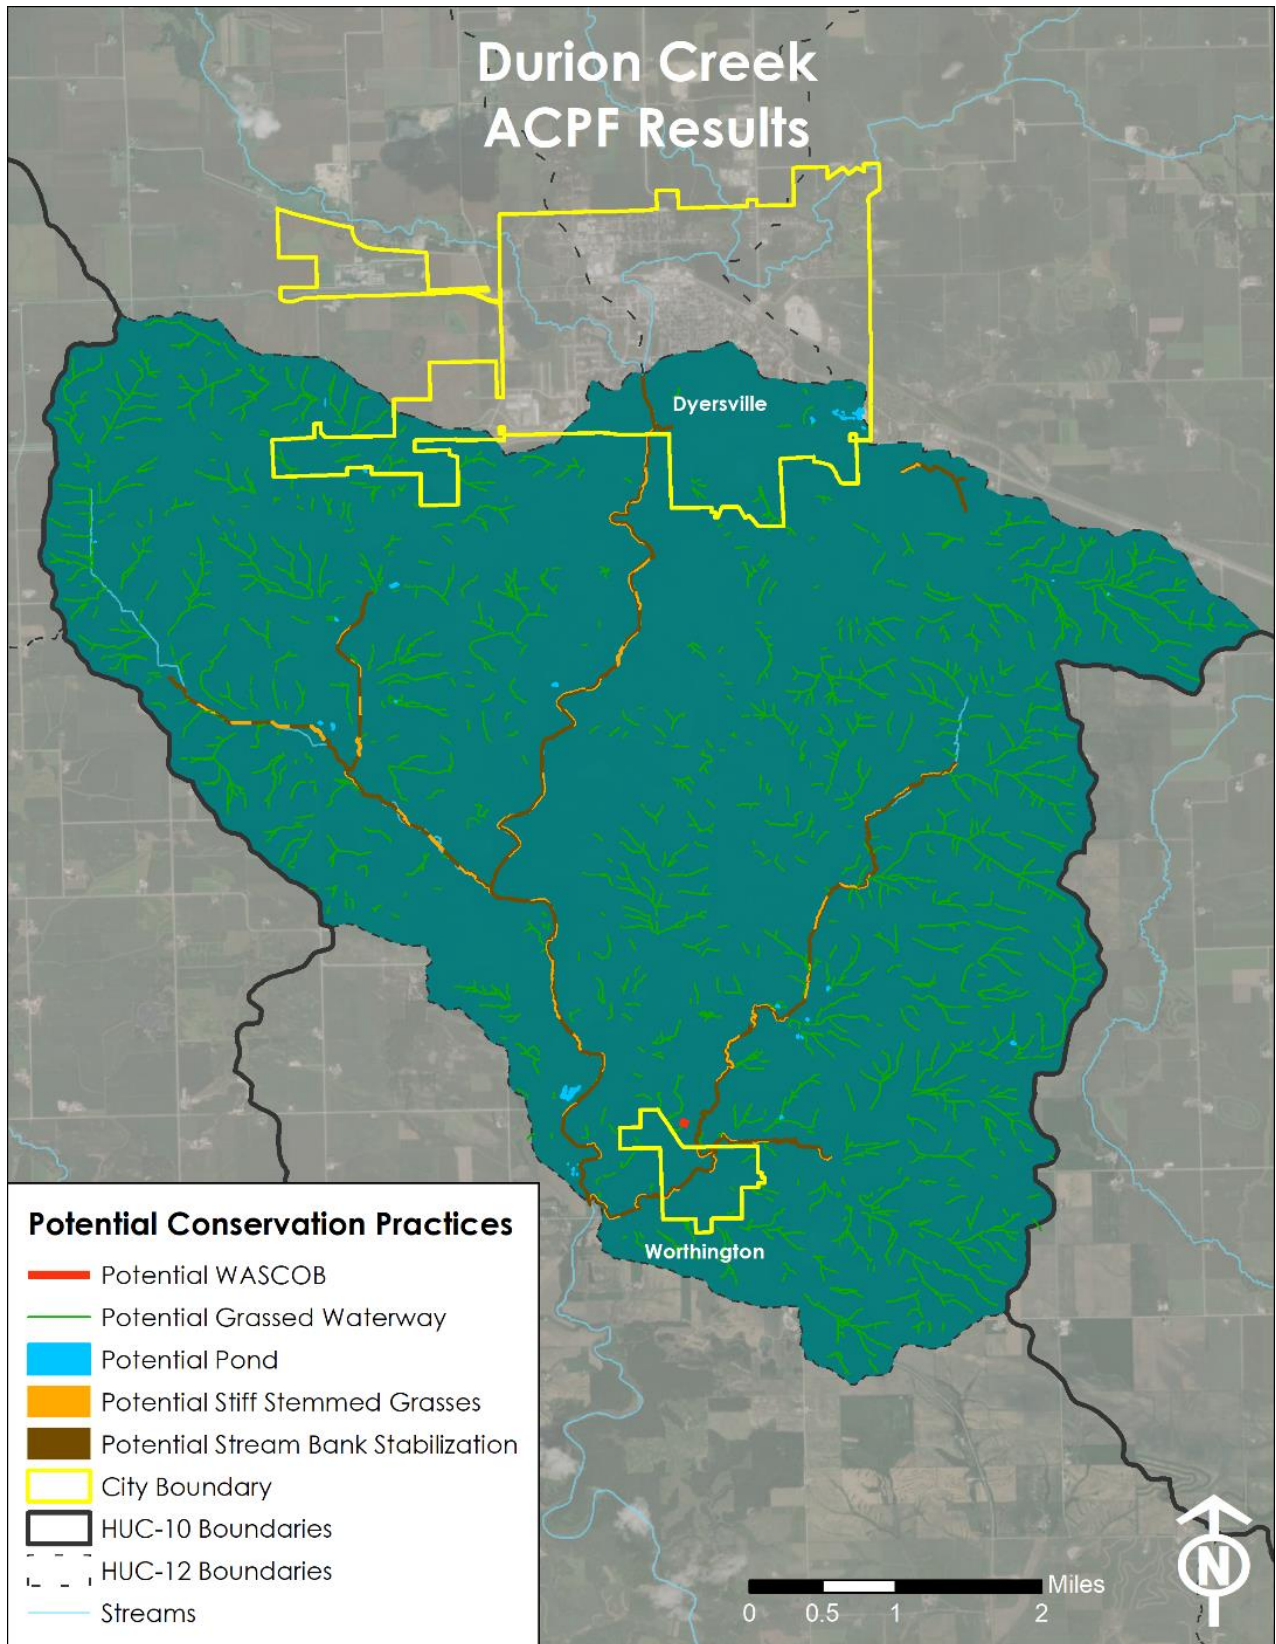 Durion Creek
ACPF Results
Dyersville
Worthington
Potential Conservation Practices
Potential WASCOB
Potential Grassed Waterway
Potential Pond
Potential Stiff Stemmed Grasses
Potential Stream Bank Stabilization
City Boundary
HUC-10 Boundaries
HUC-12 Boundaries
Streams
Miles
0 0.5 1 2
N